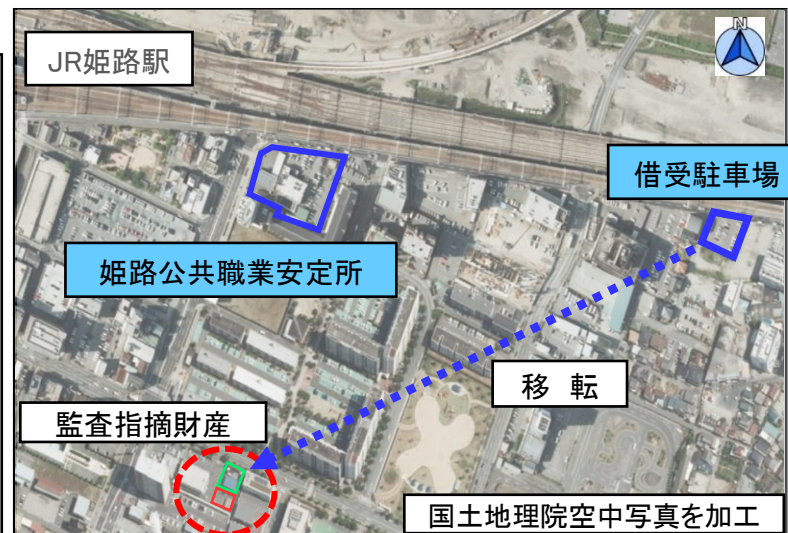 JR姫路駅
N
借受駐車場
姫路公共職業安定所
移 転
監査指摘財産
国土地理院空中写真を加工